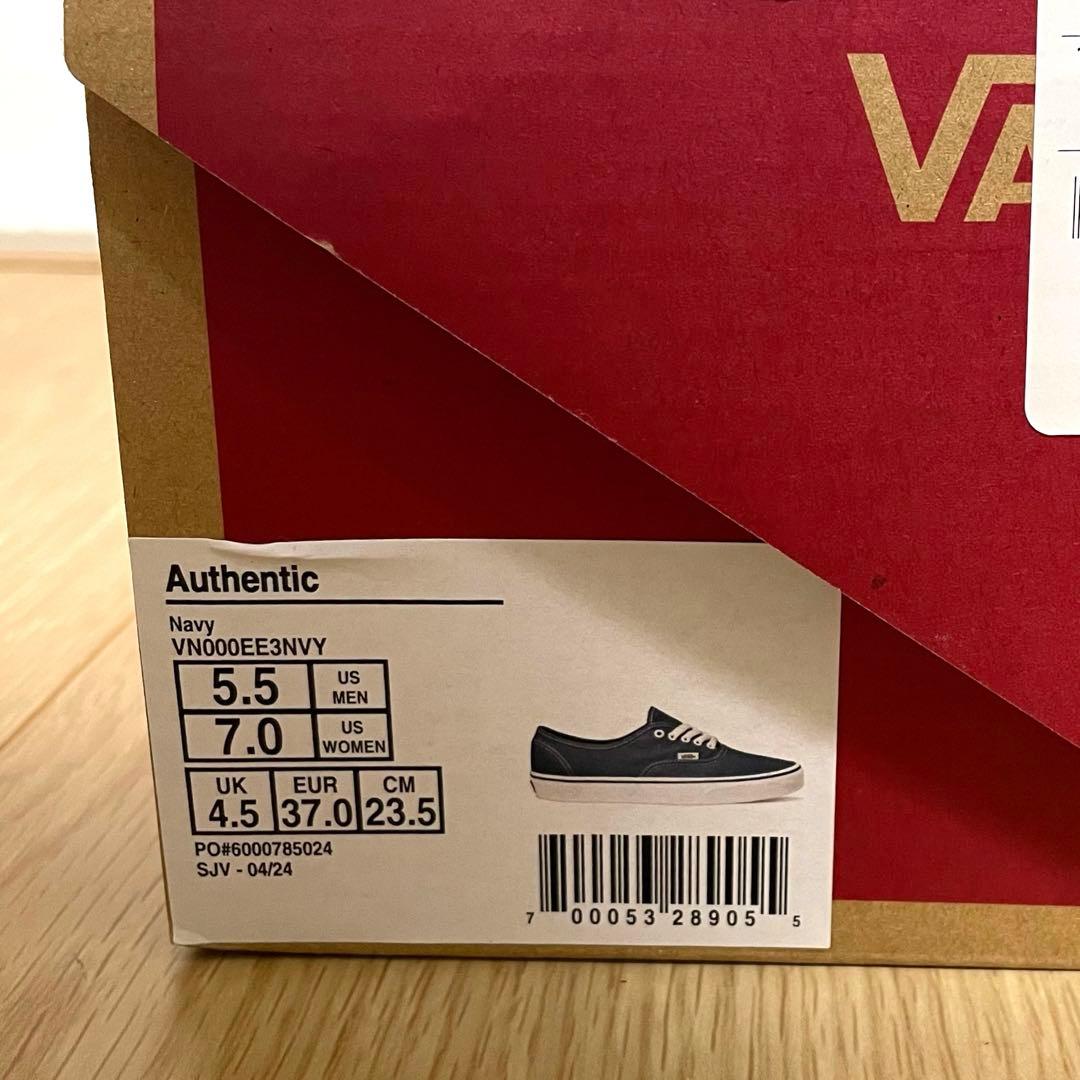 VA
Authentic
Navy
VN000EE3NVY
5.5 US MEN
7.0 US WOMEN
UK EUR CM
4.5 37.0 23.5
PO#6000785024
SJV - 04/24
7 00053 28905 5